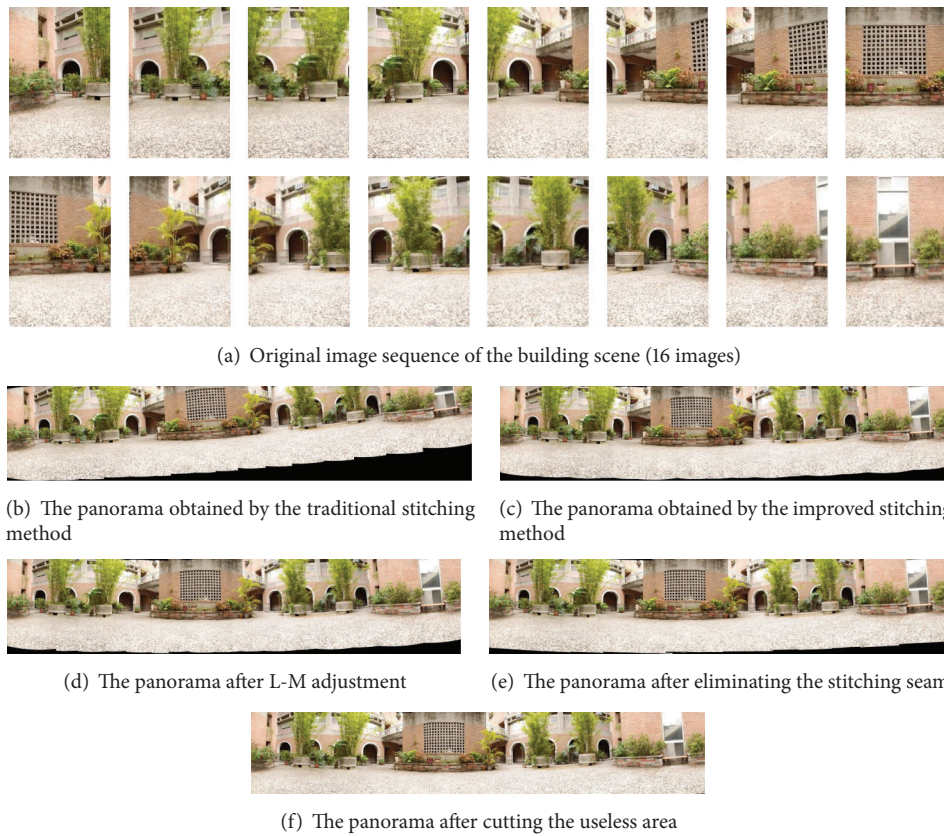 (a) Original image sequence of the building scene (16 images)
(b) The panorama obtained by the traditional stitching
method
(c) The panorama obtained by the improved stitching
method
(d) The panorama after L-M adjustment
(e) The panorama after eliminating the stitching seam
(f) The panorama after cutting the useless area